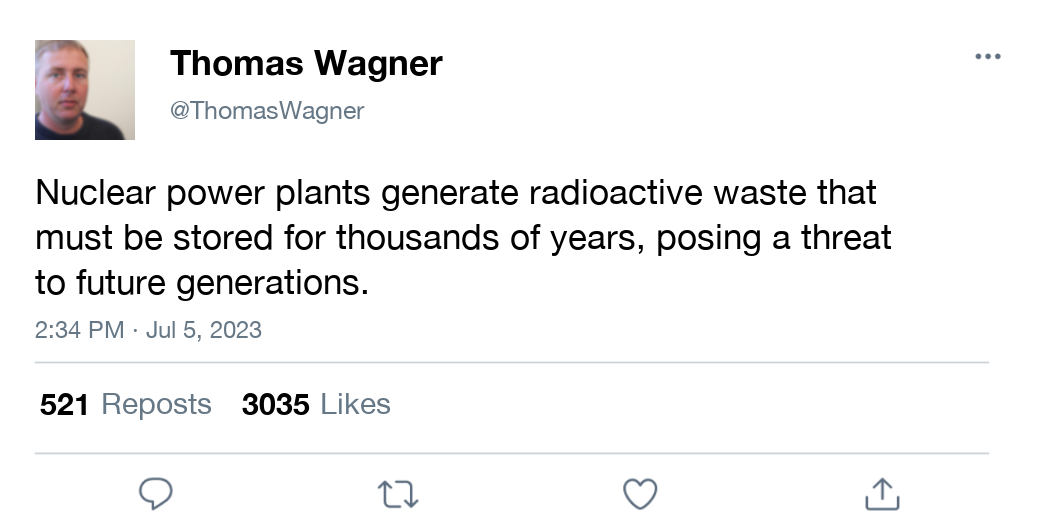 Thomas Wagner
@ThomasWagner
Nuclear power plants generate radioactive waste that
must be stored for thousands of years, posing a threat
to future generations.
2:34 PM · Jul 5, 2023
521 Reposts 3035 Likes